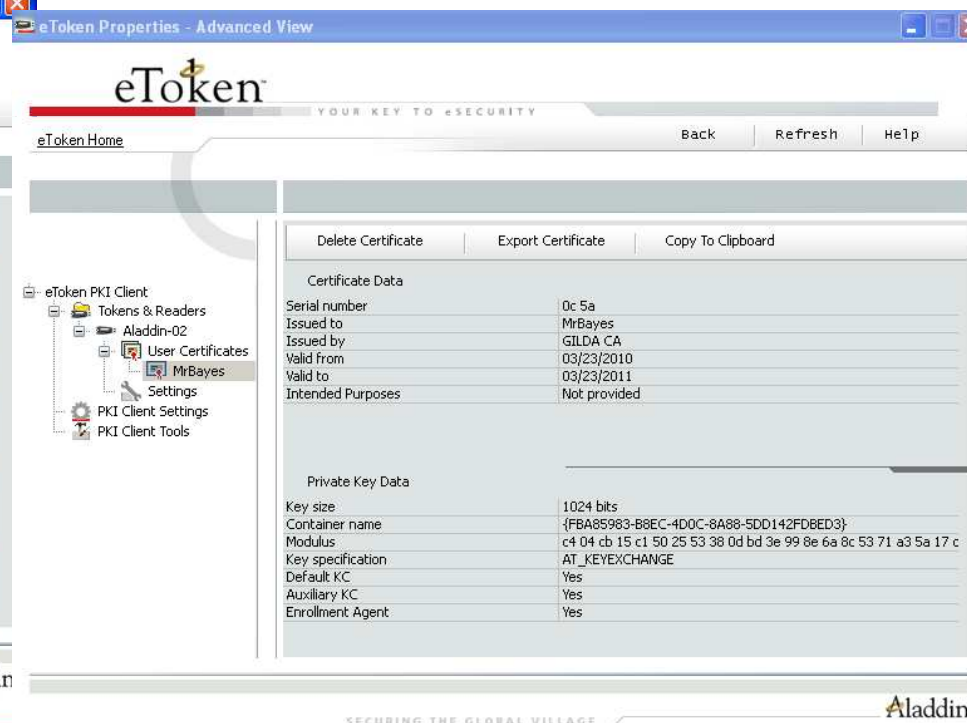 eToken Properties - Advanced View
eToken
YOUR KEY TO eSECURITY
eToken Home
Back Refresh Help
Delete Certificate Export Certificate Copy To Clipboard
eToken PKI Client
Tokens & Readers
Aladdin-02
User Certificates
MrBayes
Settings
PKI Client Settings
PKI Client Tools
Certificate Data
Serial number 0c 5a
Issued to MrBayes
Issued by GILDA CA
Valid from 03/23/2010
Valid to 03/23/2011
Intended Purposes Not provided
Private Key Data
Key size 1024 bits
Container name {FBA85983-B8EC-4D0C-8A88-5DD142FDBED3}
Modulus c4 04 cb 15 c1 50 25 53 38 0d bd 3e 99 8e 6a 8c 53 71 a3 5a 17 c
Key specification AT_KEYEXCHANGE
Default KC Yes
Auxiliary KC Yes
Enrollment Agent Yes
Aladdin
SECURING THE GLOBAL VILLAGE